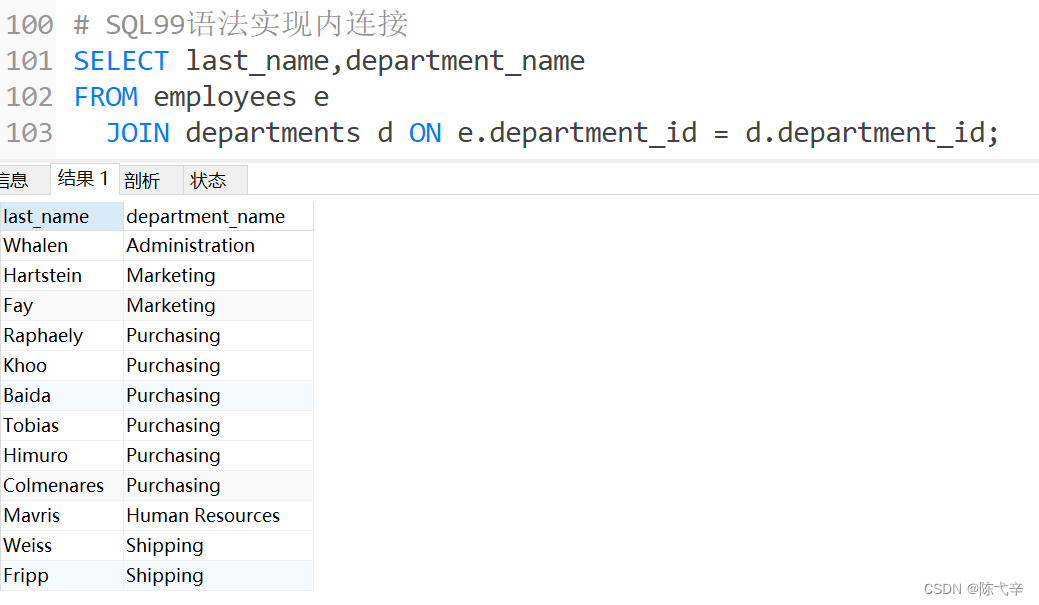 100 # SQL99语法实现内连接
101 SELECT last_name,department_name
102 FROM employees e
103 JOIN departments d ON e.department_id = d.department_id;
信息 结果 1 剖析 状态
last_name department_name
Whalen Administration
Hartstein Marketing
Fay Marketing
Raphaely Purchasing
Khoo Purchasing
Baida Purchasing
Tobias Purchasing
Himuro Purchasing
Colmenares Purchasing
Mavris Human Resources
Weiss Shipping
Fripp Shipping
CSDN @陈弋辛